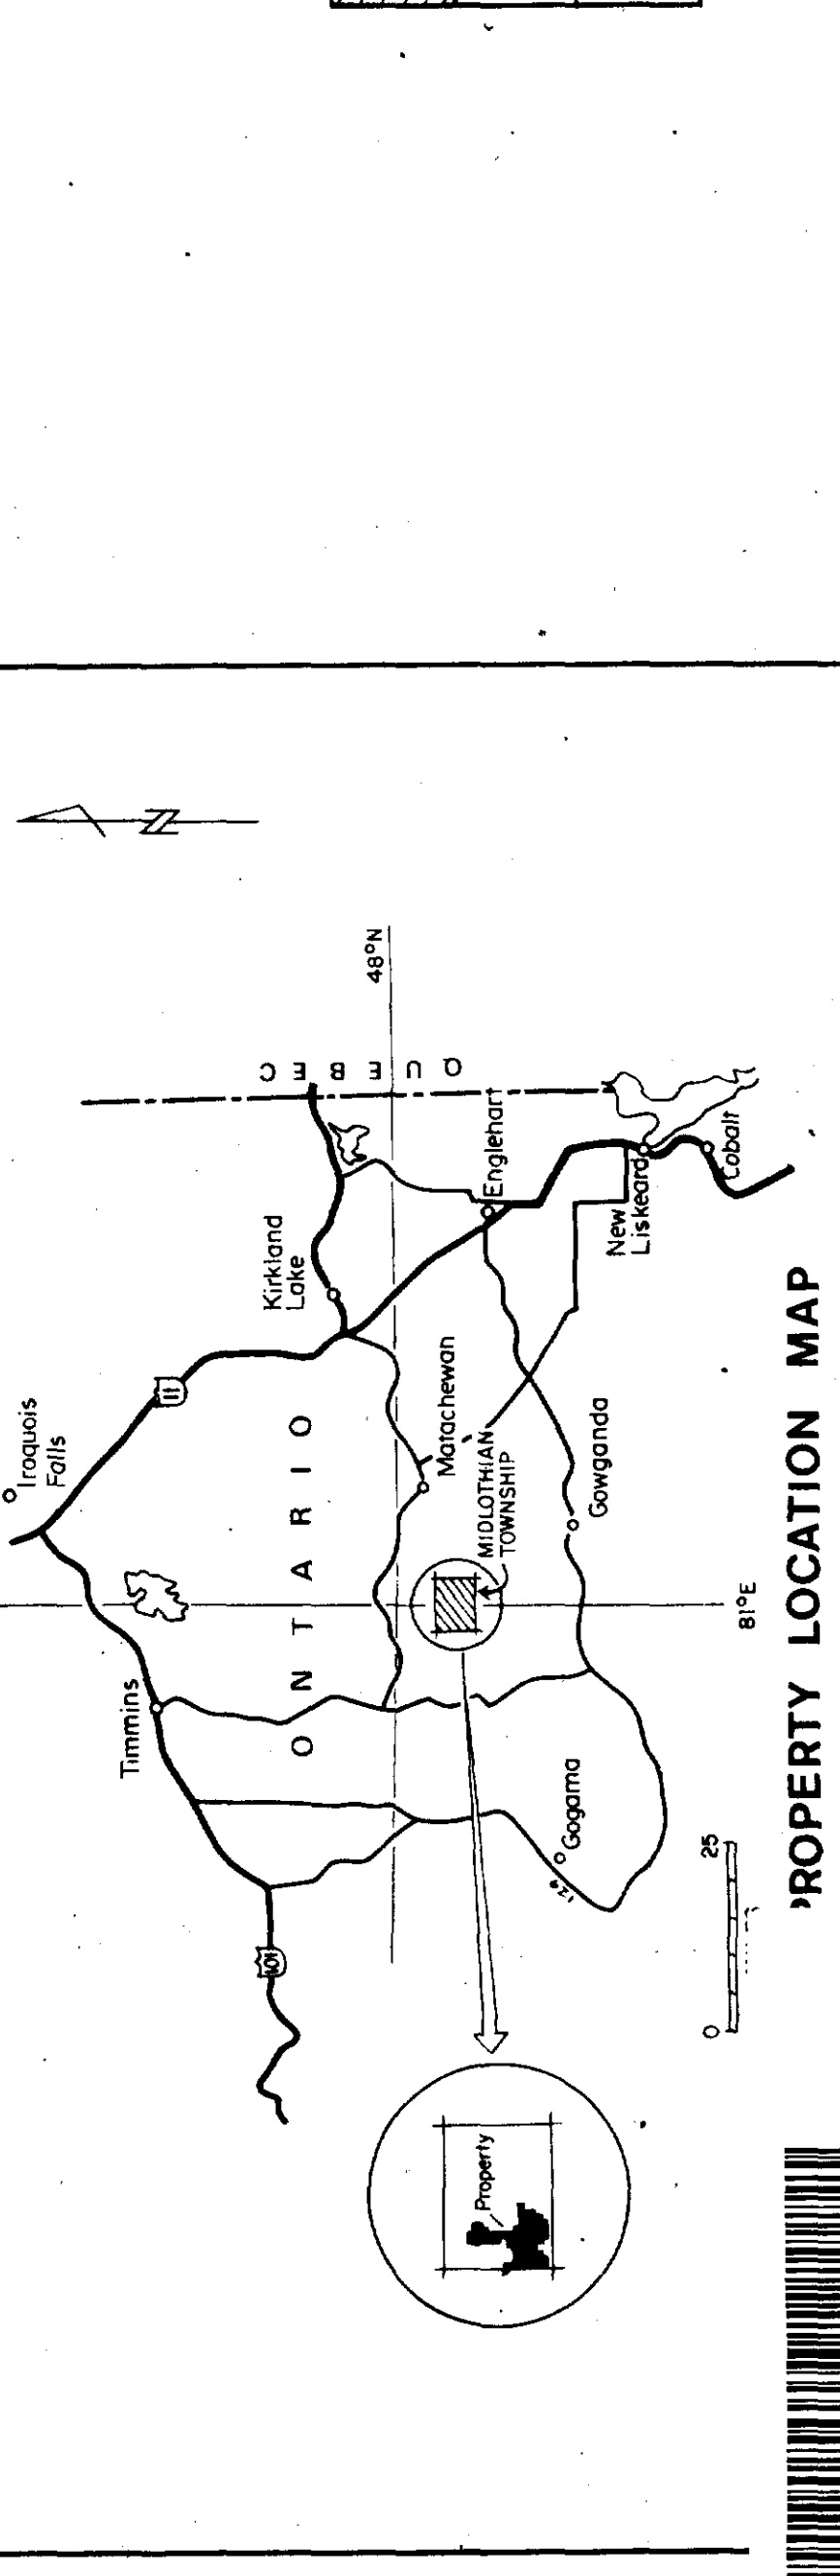 Iroquois
Falls
11
Timmins
101
Kirkland
Lake
ONTARIO
QUEBEC
48°N
Matachewan
Englehart
MIDLOTHIAN
TOWNSHIP
New
Liskeard
Cobalt
Gowganda
Gogama
129
81°E
Property
0
25
ROPERTY LOCATION MAP